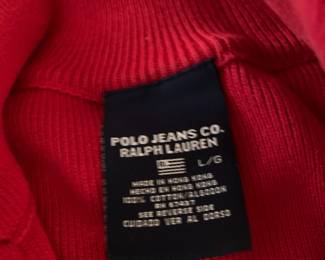 POLO JEANS CO.
RALPH LAUREN
L/G
MADE IN HONG KONG
HECHO EN HONG KONG
100% COTTON/ALGODON
RN 67437
SEE REVERSE SIDE
CUIDADO VER AL DORSO